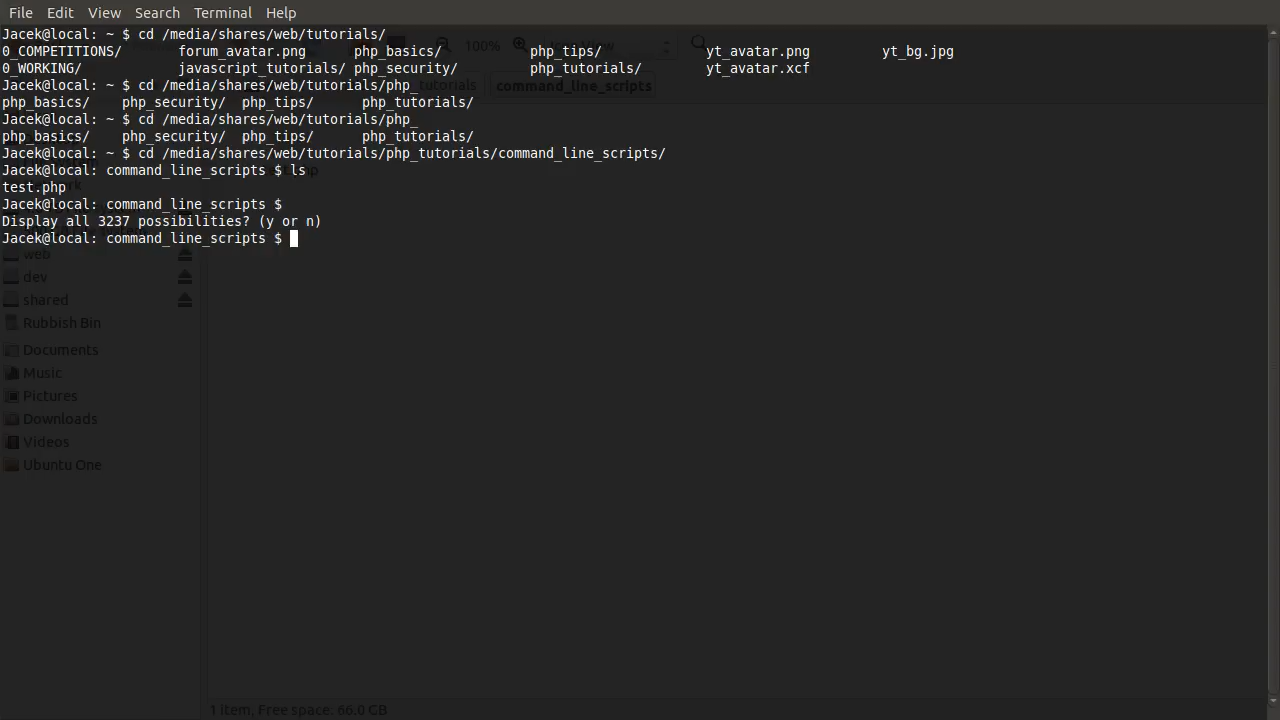 File Edit View Search Terminal Help
Jacek@local: ~ $ cd /media/shares/web/tutorials/
0_COMPETITIONS/ forum_avatar.png php_basics/ php_tips/ yt_avatar.png yt_bg.jpg
0_WORKING/ javascript_tutorials/ php_security/ php_tutorials/ yt_avatar.xcf
Jacek@local: ~ $ cd /media/shares/web/tutorials/php_
php_basics/ php_security/ php_tips/ php_tutorials/
Jacek@local: ~ $ cd /media/shares/web/tutorials/php_
php_basics/ php_security/ php_tips/ php_tutorials/
Jacek@local: ~ $ cd /media/shares/web/tutorials/php_tutorials/command_line_scripts/
Jacek@local: command_line_scripts $ ls
test.php
Jacek@local: command_line_scripts $
Display all 3237 possibilities? (y or n)
Jacek@local: command_line_scripts $
100%
tutorials command_line_scripts
web
dev
shared
Rubbish Bin
Documents
Music
Pictures
Downloads
Videos
Ubuntu One
1 item, Free space: 66.0 GB